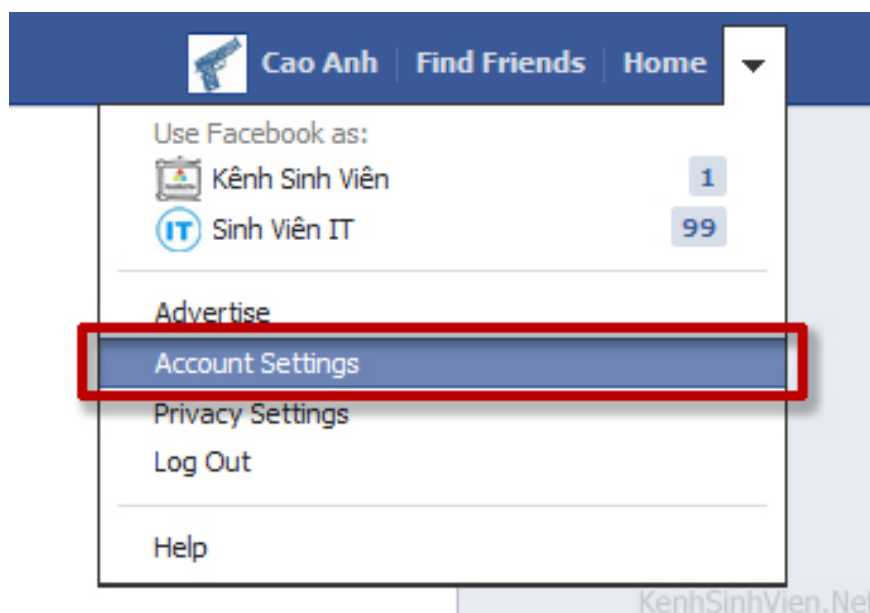 Cao Anh Find Friends Home
Use Facebook as:
Kênh Sinh Viên 1
IT Sinh Viên IT 99
Advertise
Account Settings
Privacy Settings
Log Out
Help
KenhSinhVien.Net